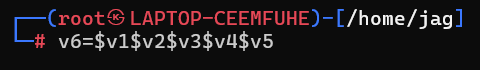 ┌──(root㉿LAPTOP-CEEMFUHE)-[/home/jag]
└─# v6=$v1$v2$v3$v4$v5